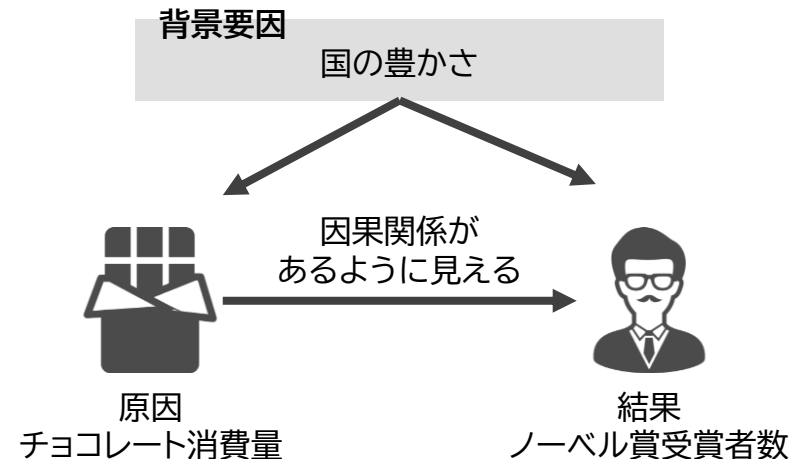 背景要因
国の豊かさ
因果関係が
あるように見える
原因
チョコレート消費量
結果
ノーベル賞受賞者数